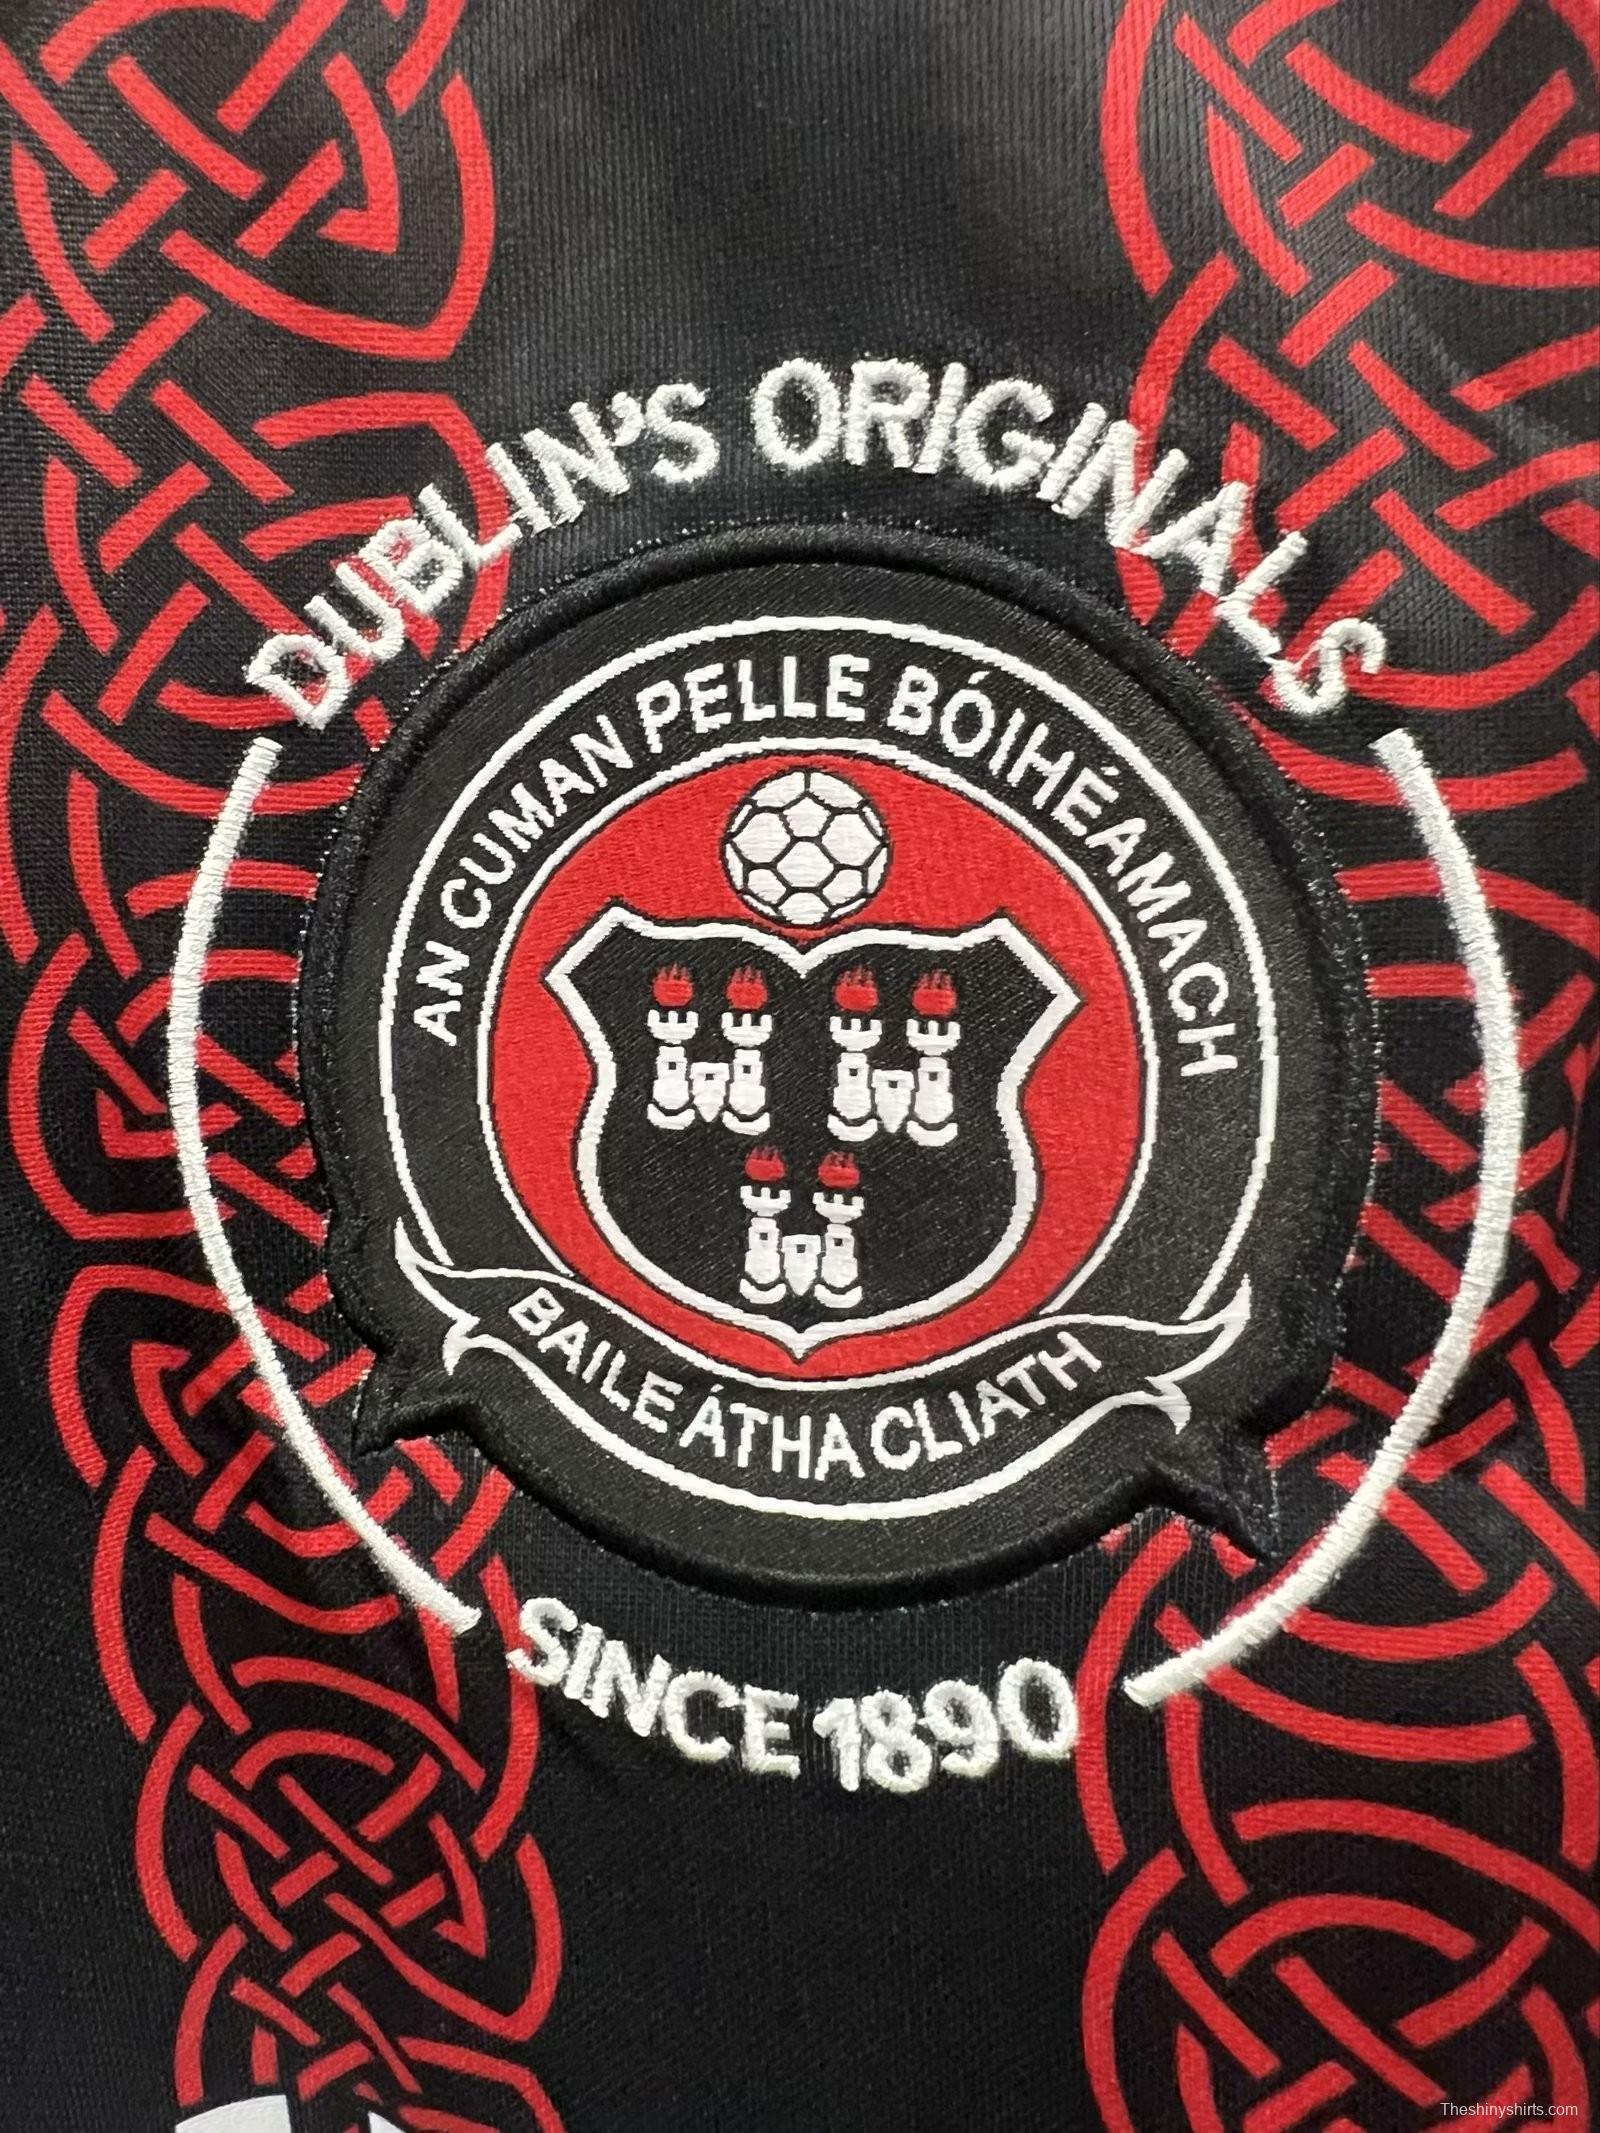 DUBLIN'S ORIGINALS
AN CUMAN PELLE BÓIHÉAMACH
BAILE ÁTHA CLIATH
SINCE 1890
Theshinyshirts.com